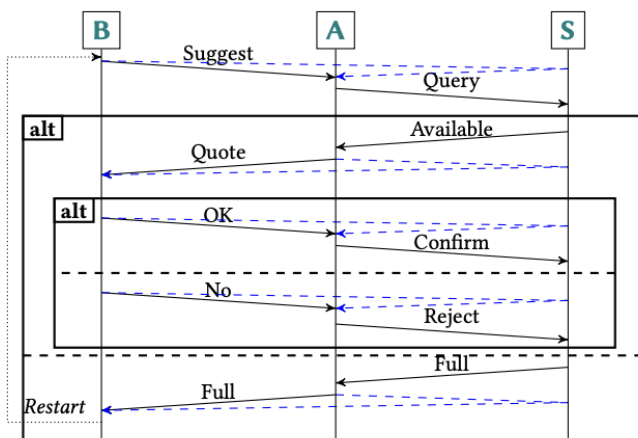 B A S
Suggest
Query
alt
Available
Quote
alt
OK
Confirm
No
Reject
Full
Full
Restart